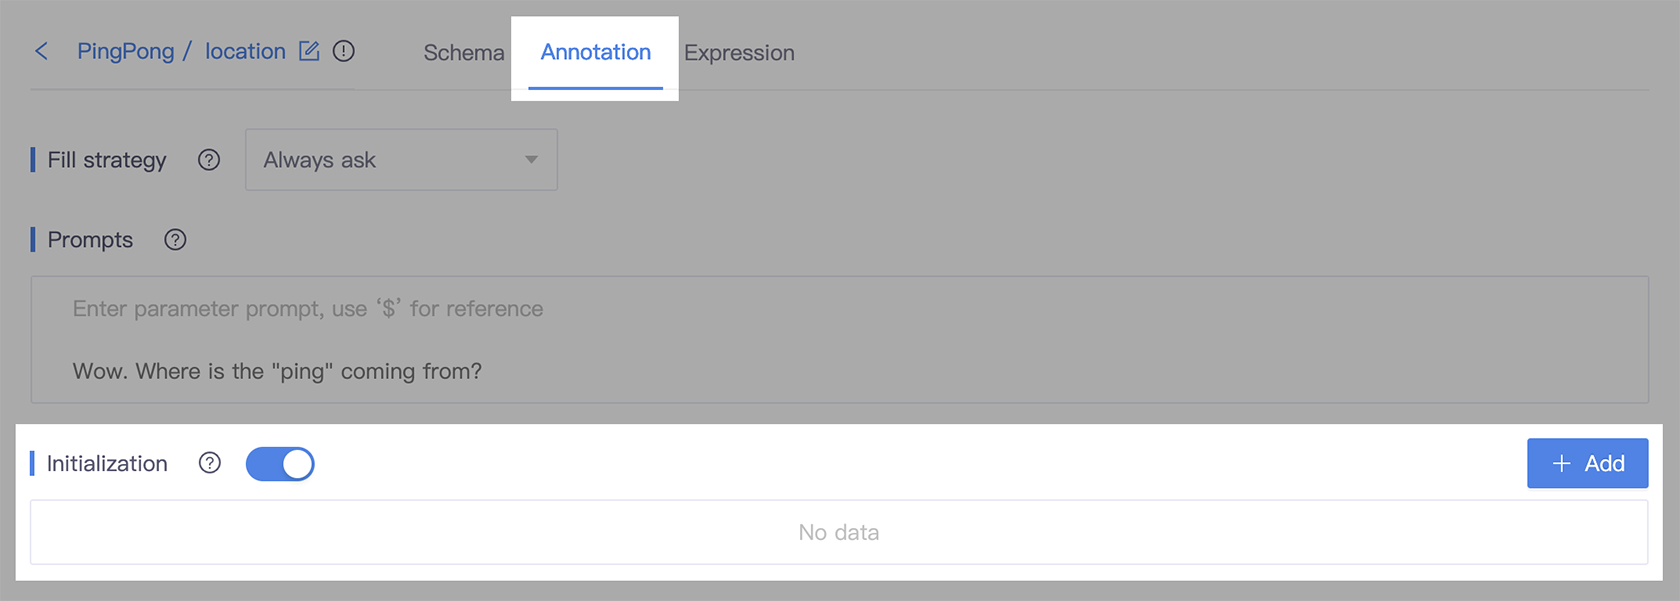 PingPong / location Schema Annotation Expression
Fill strategy Always ask
Prompts
Enter parameter prompt, use ‘$’ for reference
Wow. Where is the "ping" coming from?
Initialization + Add
No data